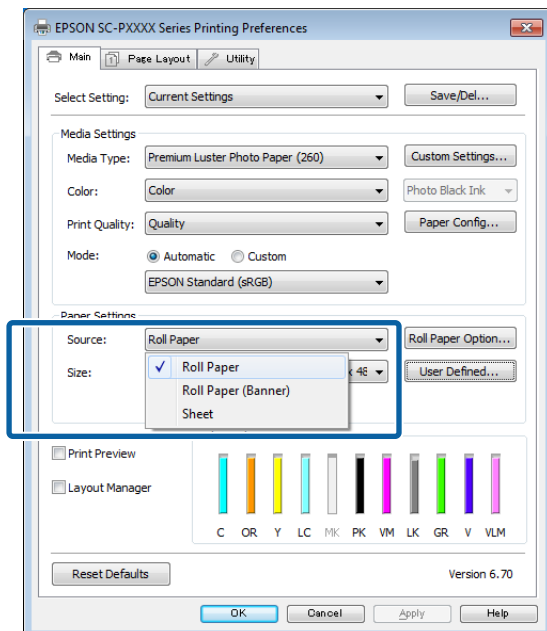 EPSON SC-PXXXX Series Printing Preferences
Main Page Layout Utility
Select Setting: Current Settings Save/Del...
Media Settings
Media Type: Premium Luster Photo Paper (260) Custom Settings...
Color: Color Photo Black Ink
Print Quality: Quality Paper Config...
Mode: Automatic Custom
EPSON Standard (sRGB)
Paper Settings
Source: Roll Paper Roll Paper Option...
Size: x 48 User Defined...
Roll Paper
Roll Paper (Banner)
Sheet
Print Preview
Layout Manager
C OR Y LC MK PK VM LK GR V VLM
Reset Defaults Version 6.70
OK Cancel Apply Help